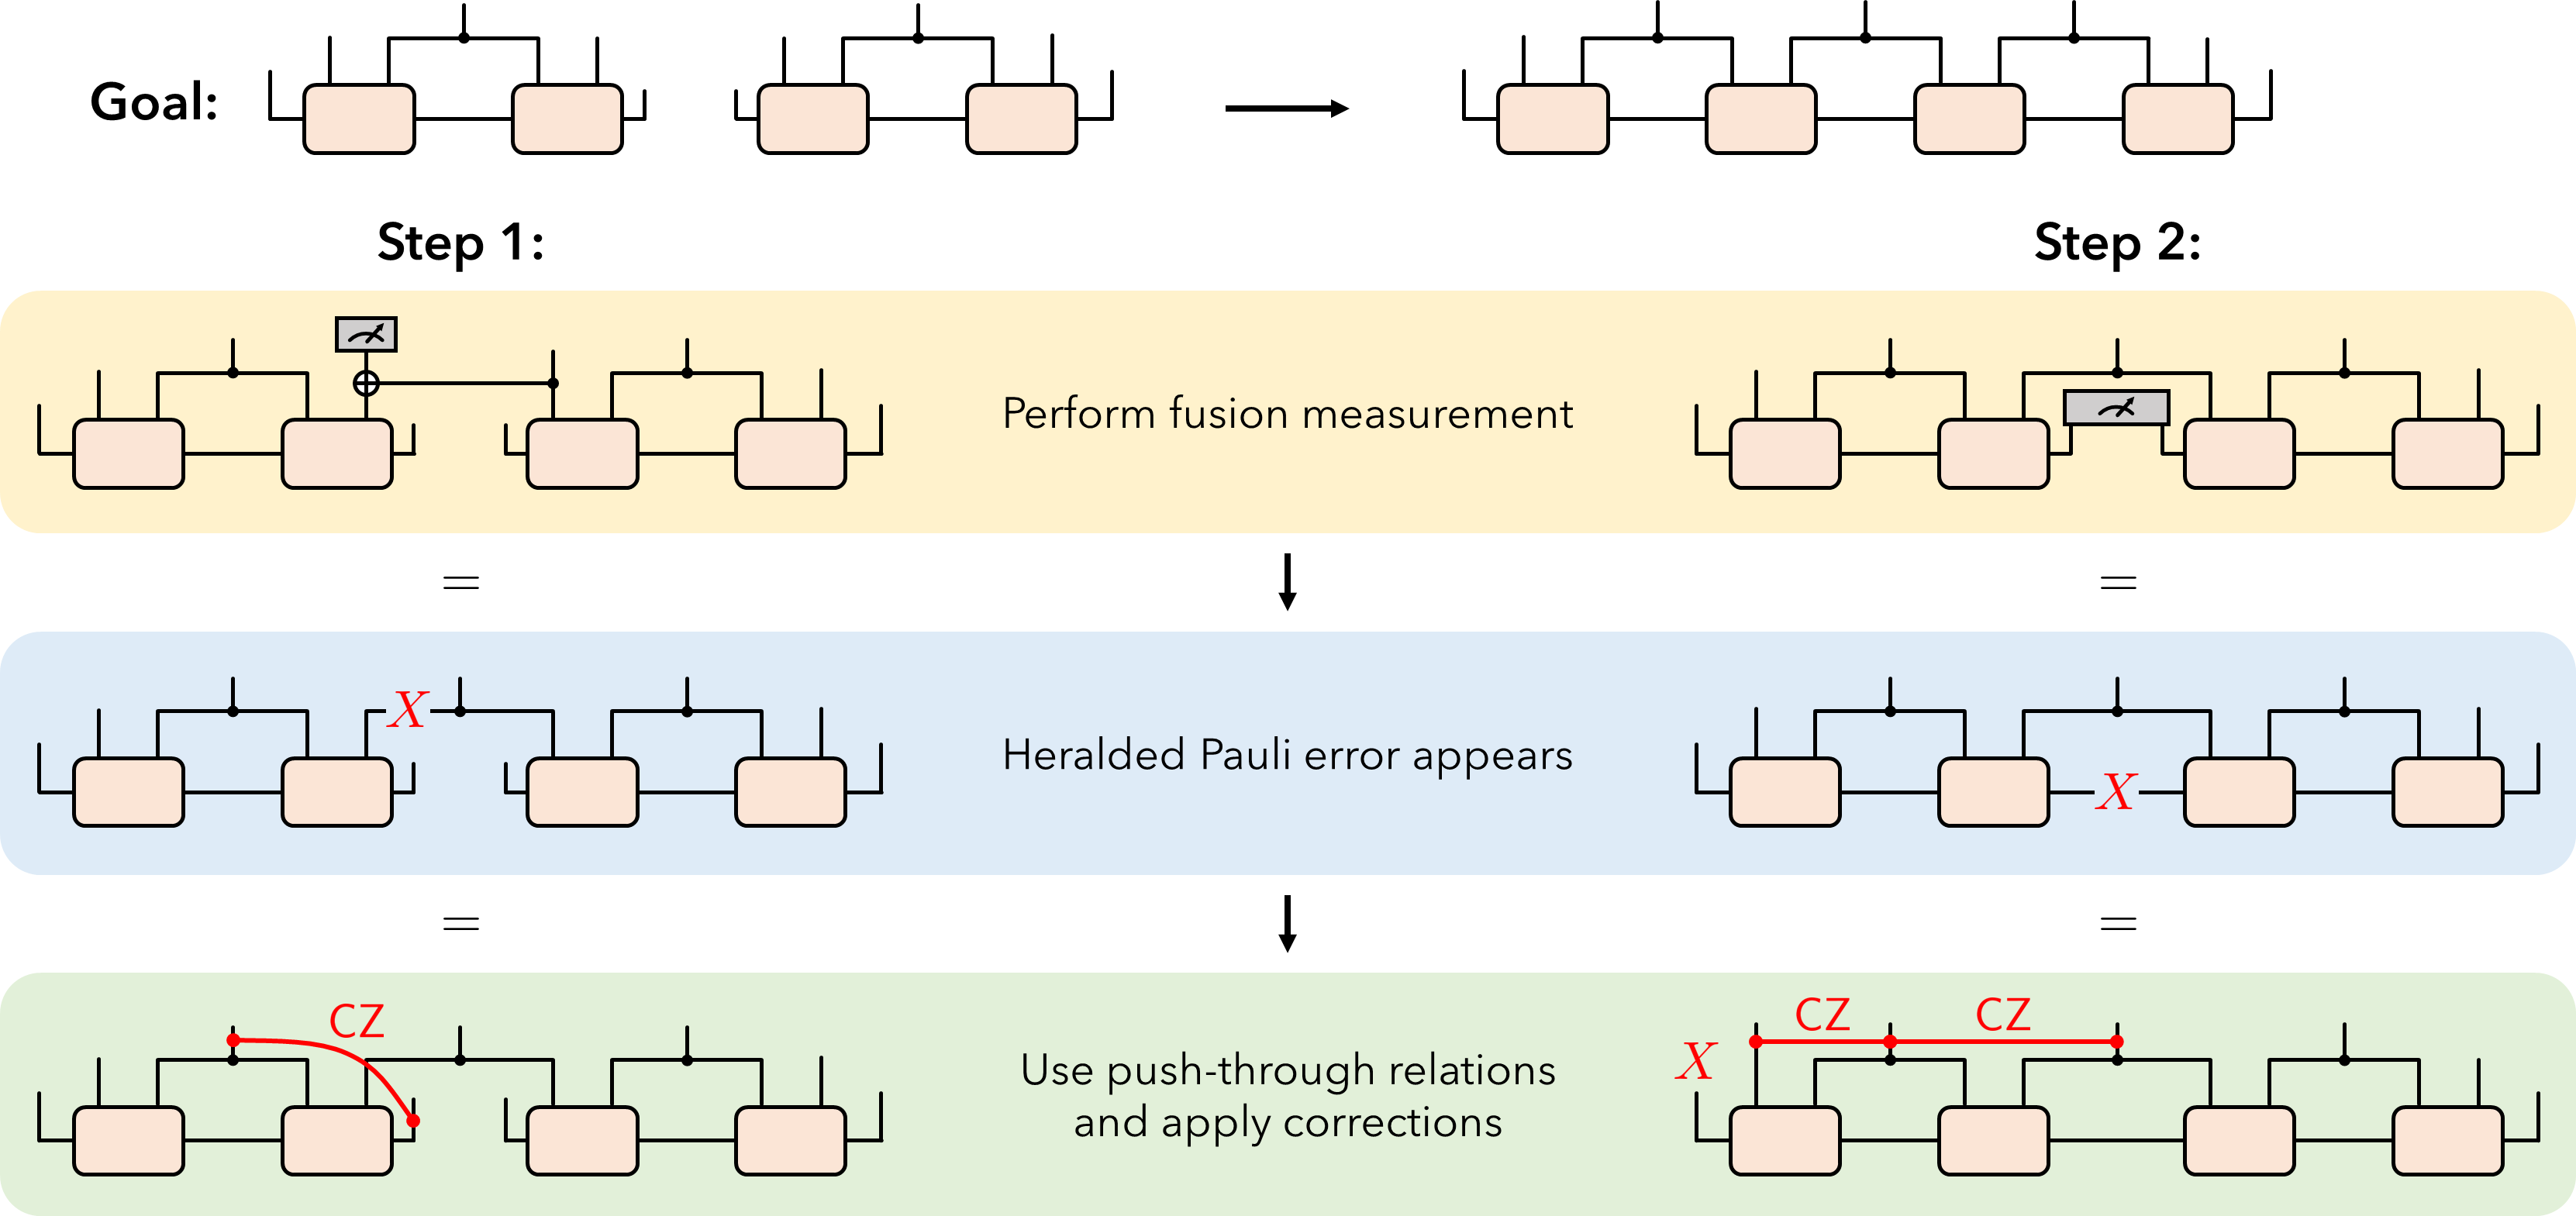 Goal:
Step 1:
Step 2:
Perform fusion measurement
=
=
X
Heralded Pauli error appears
X
=
=
CZ
CZ
CZ
X
Use push-through relations
and apply corrections